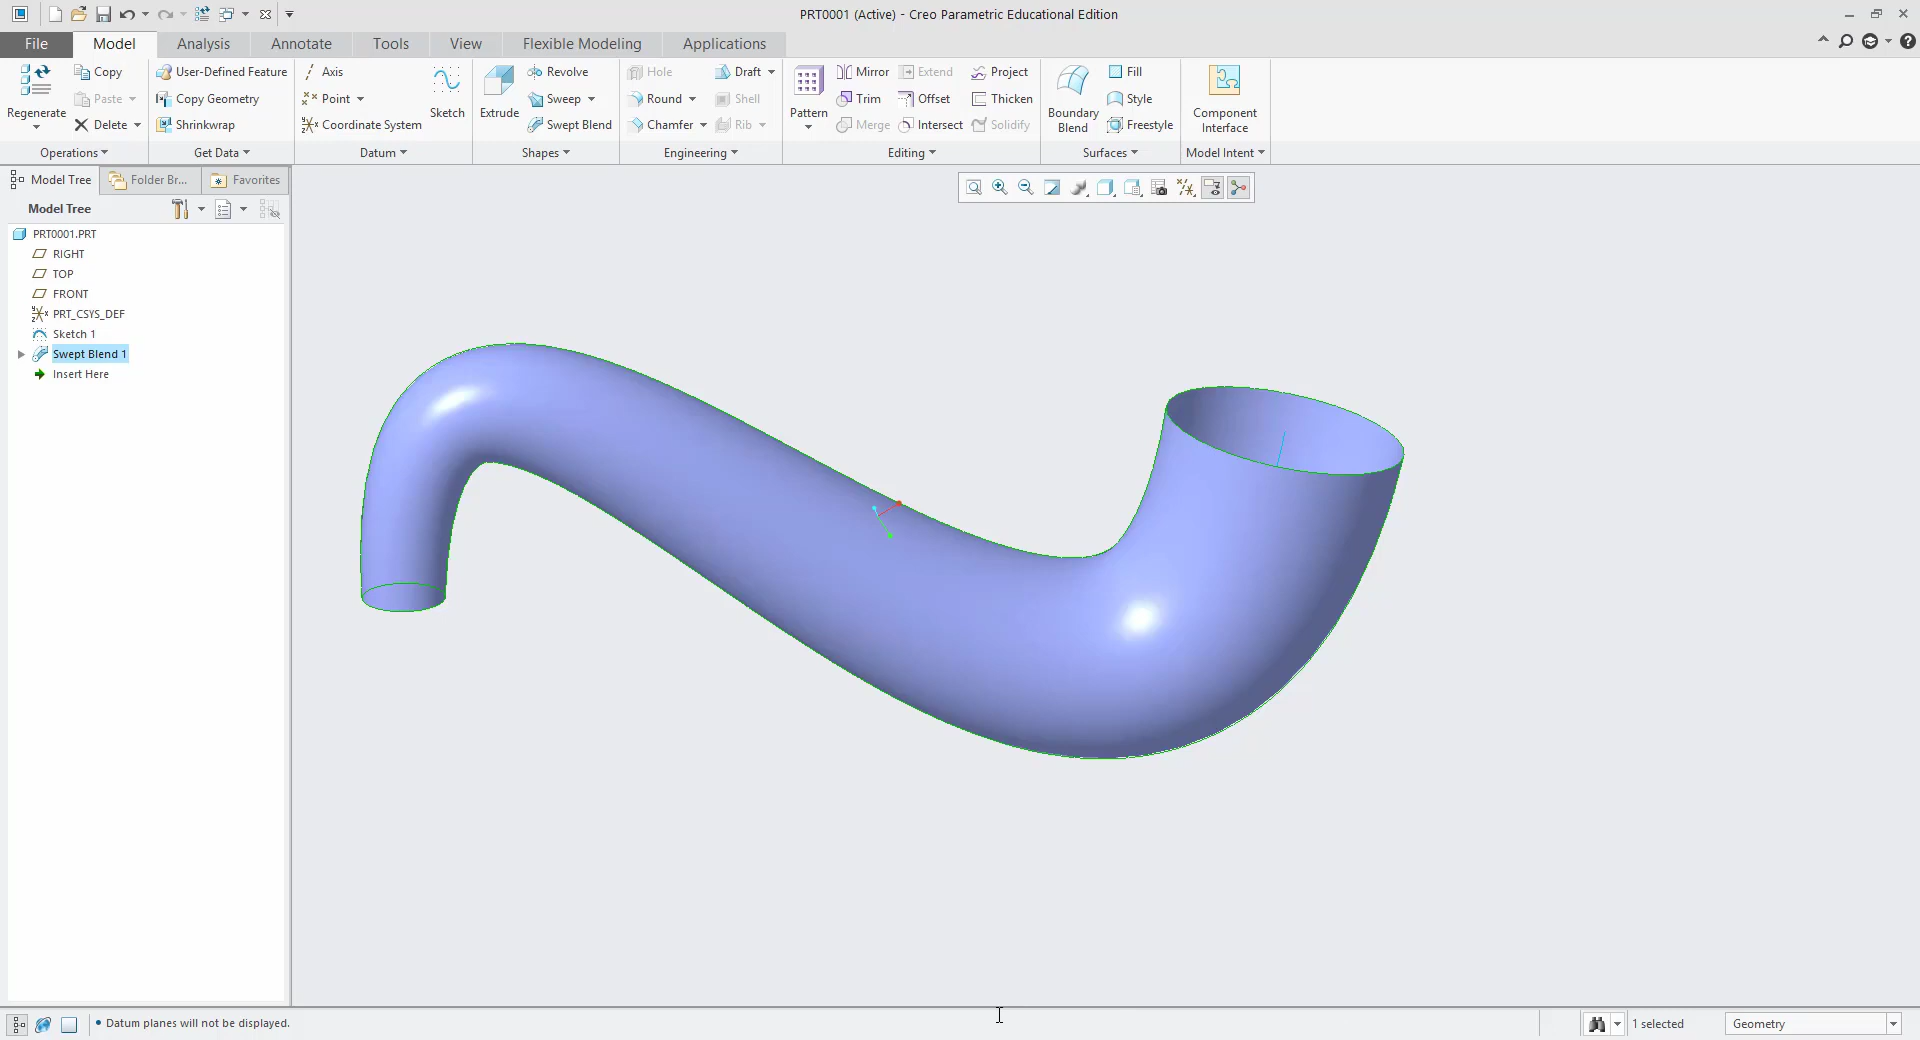 PRT0001 (Active) - Creo Parametric Educational Edition
File Model Analysis Annotate Tools View Flexible Modeling Applications
Regenerate
Copy
Paste
Delete
Operations
User-Defined Feature
Copy Geometry
Shrinkwrap
Get Data
Axis
Point
Coordinate System
Sketch
Datum
Extrude
Revolve
Sweep
Swept Blend
Shapes
Hole
Round
Chamfer
Draft
Shell
Rib
Engineering
Pattern
Mirror
Trim
Merge
Extend
Offset
Intersect
Project
Thicken
Solidify
Editing
Boundary
Blend
Fill
Style
Freestyle
Surfaces
Component
Interface
Model Intent
Model Tree Folder Br... Favorites
Model Tree
PRT0001.PRT
RIGHT
TOP
FRONT
PRT_CSYS_DEF
Sketch 1
Swept Blend 1
Insert Here
• Datum planes will not be displayed.
1 selected
Geometry